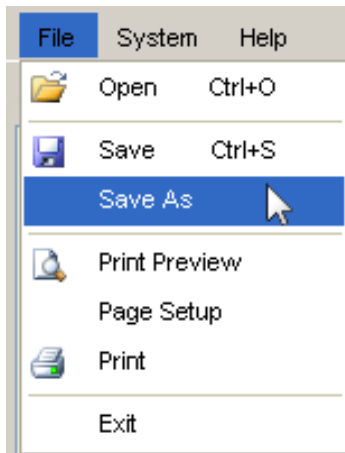 File System Help
Open Ctrl+O
Save Ctrl+S
Save As
Print Preview
Page Setup
Print
Exit